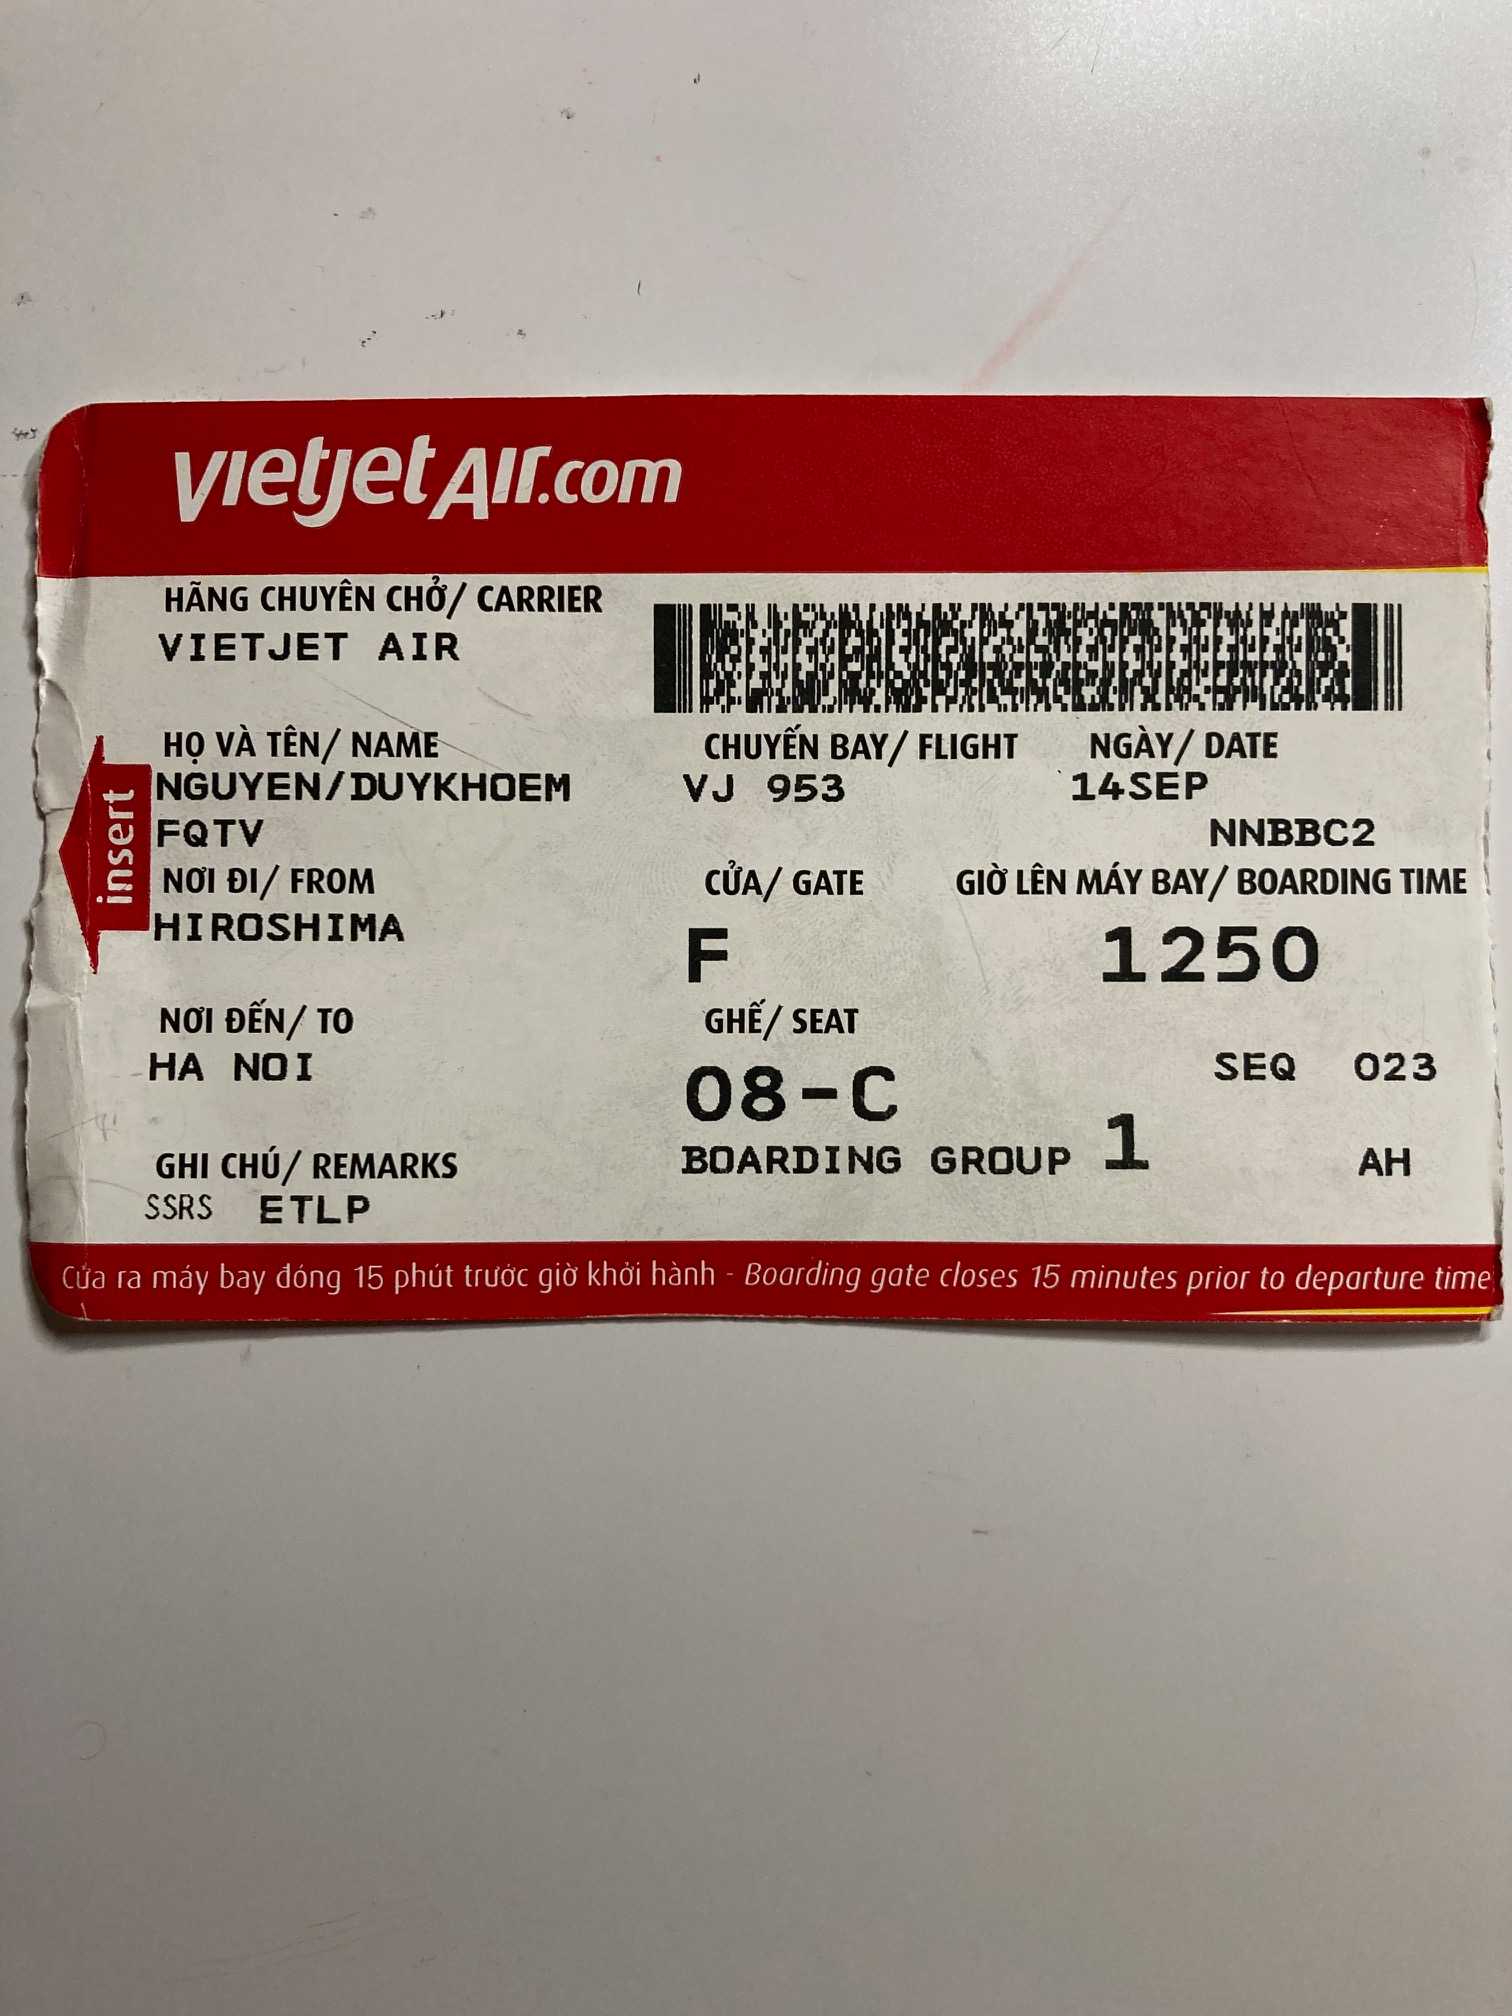 vietjetAir.com
HÃNG CHUYÊN CHỞ/ CARRIER
VIETJET AIR
HỌ VÀ TÊN/ NAME CHUYẾN BAY/ FLIGHT NGÀY/ DATE
NGUYEN/DUYKHOEM VJ 953 14SEP
insert
FQTV NNBBC2
NƠI ĐI/ FROM CỬA/ GATE GIỜ LÊN MÁY BAY/ BOARDING TIME
HIROSHIMA F 1250
NƠI ĐẾN/ TO GHẾ/ SEAT
HA NOI 08-C SEQ 023
GHI CHÚ/ REMARKS BOARDING GROUP 1 AH
SSRS ETLP
Cửa ra máy bay đóng 15 phút trước giờ khởi hành - Boarding gate closes 15 minutes prior to departure time